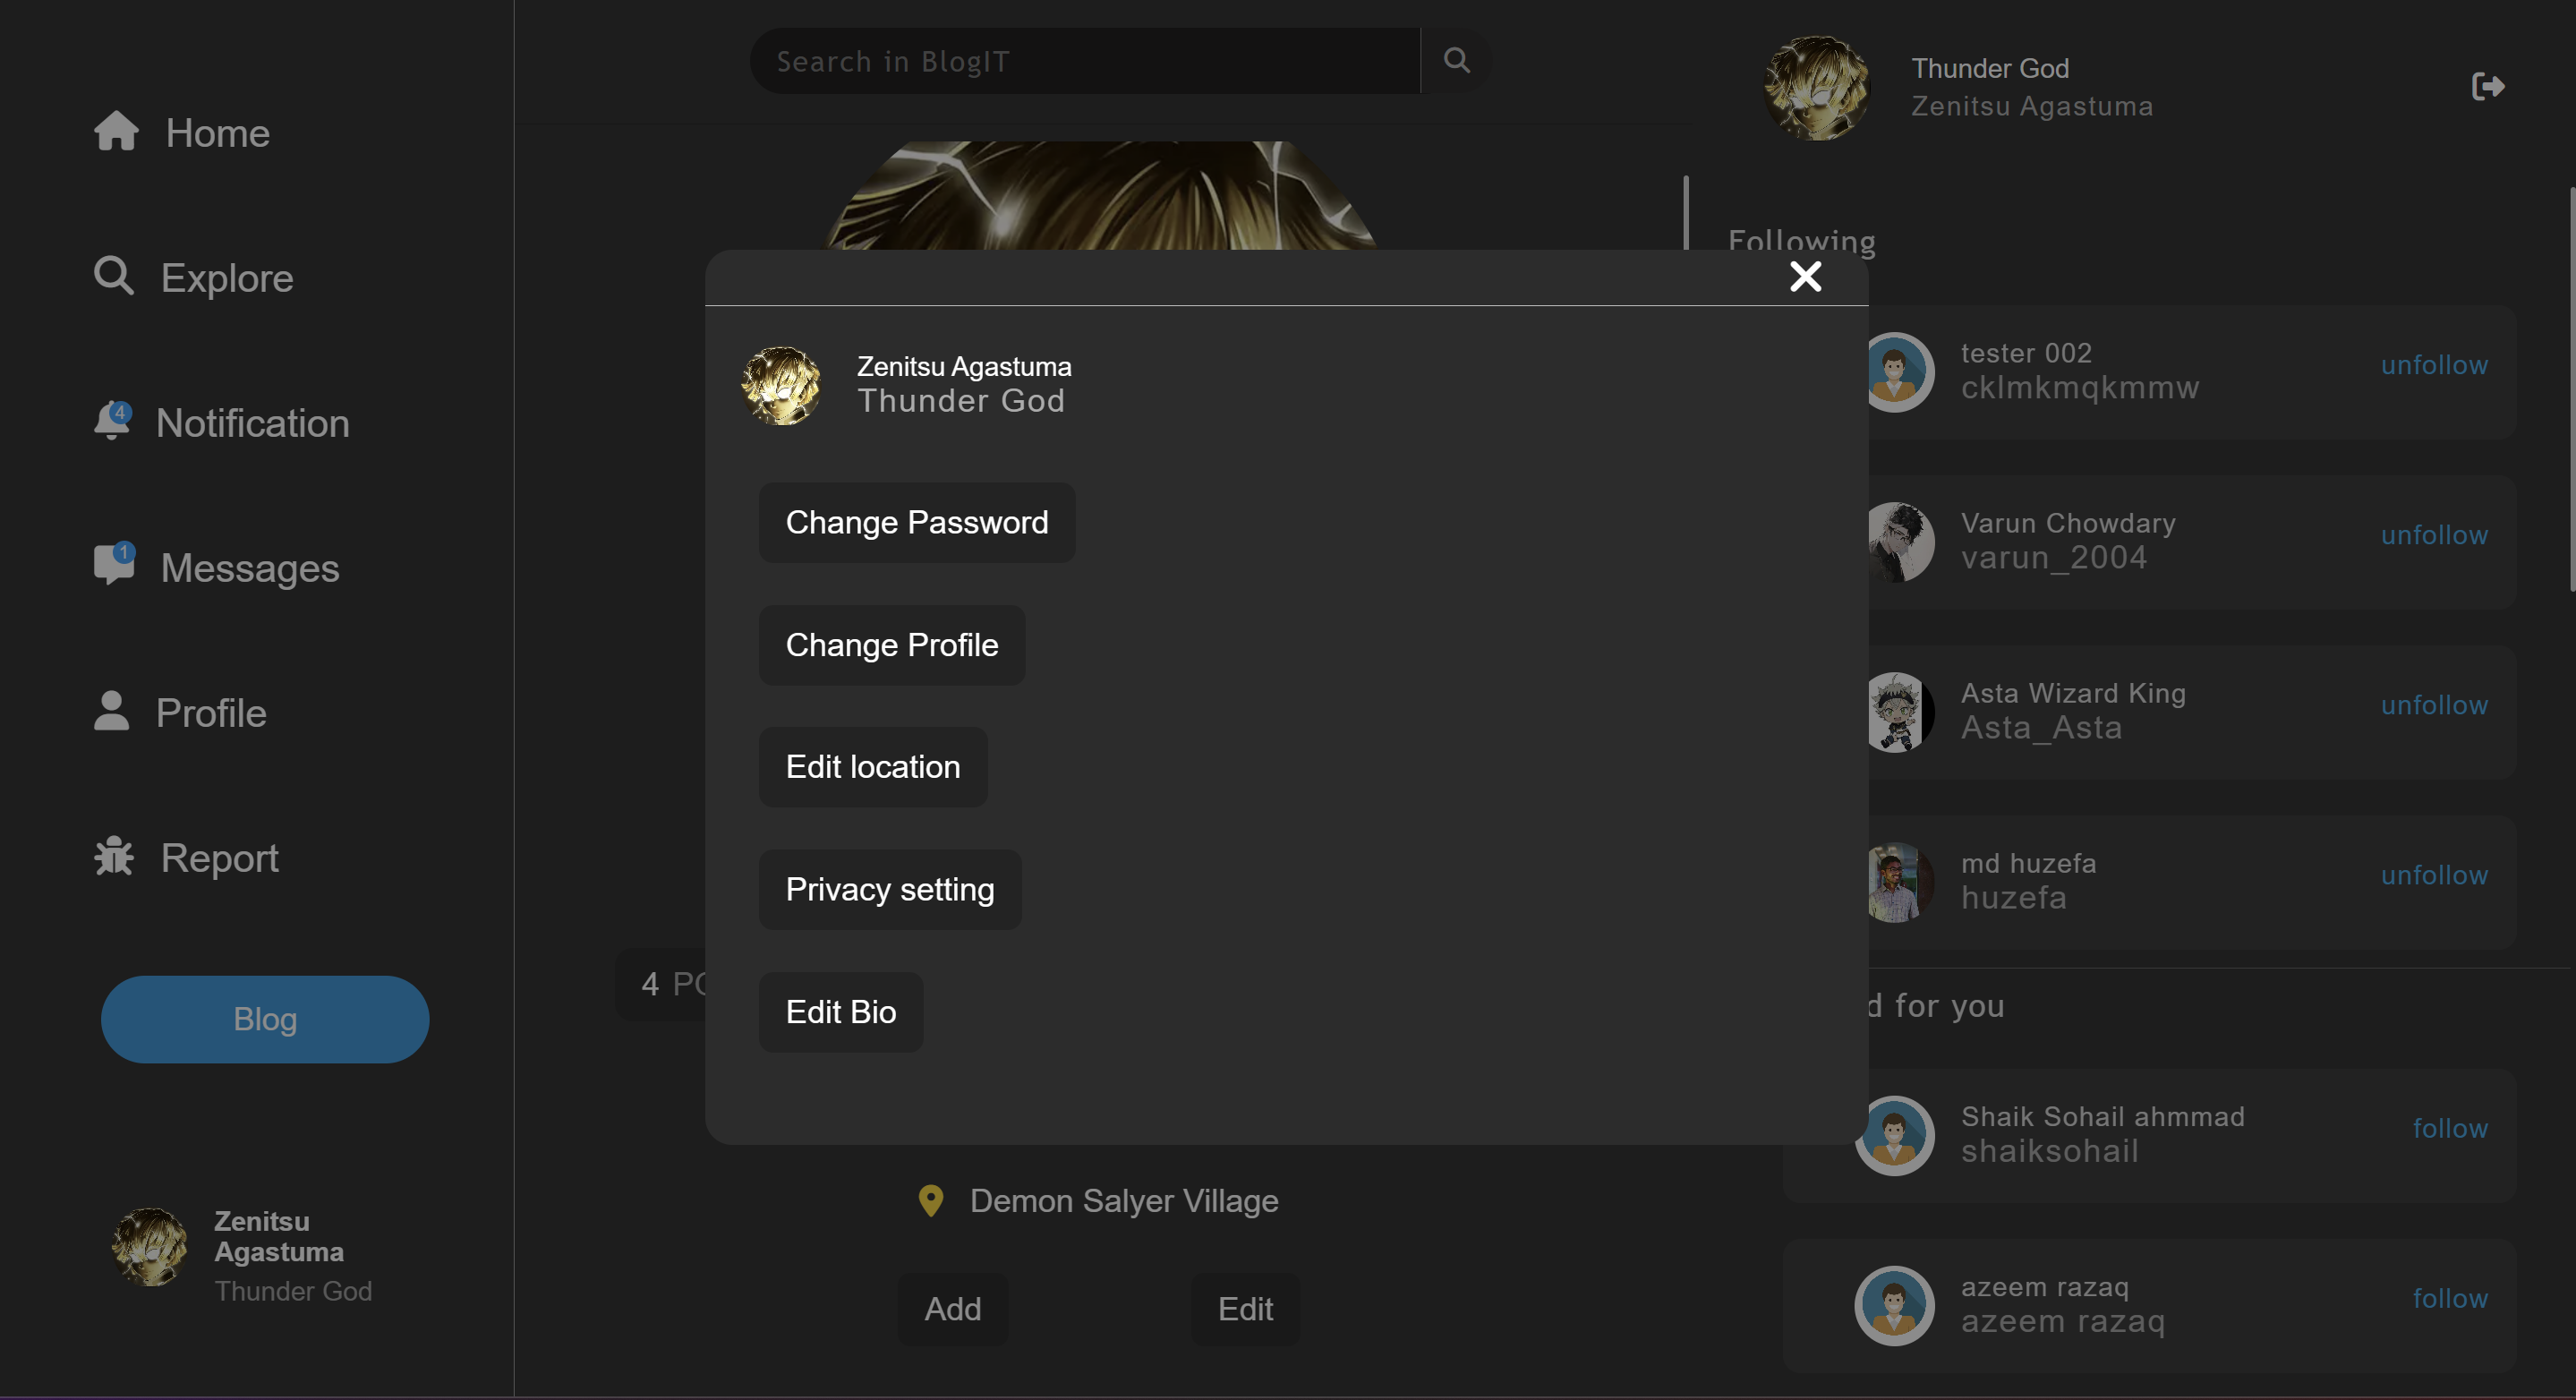 Home
Explore
4
Notification
1
Messages
Profile
Report
Blog
Zenitsu
Agastuma
Thunder God
Search in BlogIT
Thunder God
Zenitsu Agastuma
Following
Zenitsu Agastuma
Thunder God
Change Password
Change Profile
Edit location
Privacy setting
Edit Bio
4
Demon Salyer Village
Add
Edit
tester 002
cklmkmqkmmw
unfollow
Varun Chowdary
varun_2004
unfollow
Asta Wizard King
Asta_Asta
unfollow
md huzefa
huzefa
unfollow
for you
Shaik Sohail ahmmad
shaiksohail
follow
azeem razaq
azeem razaq
follow